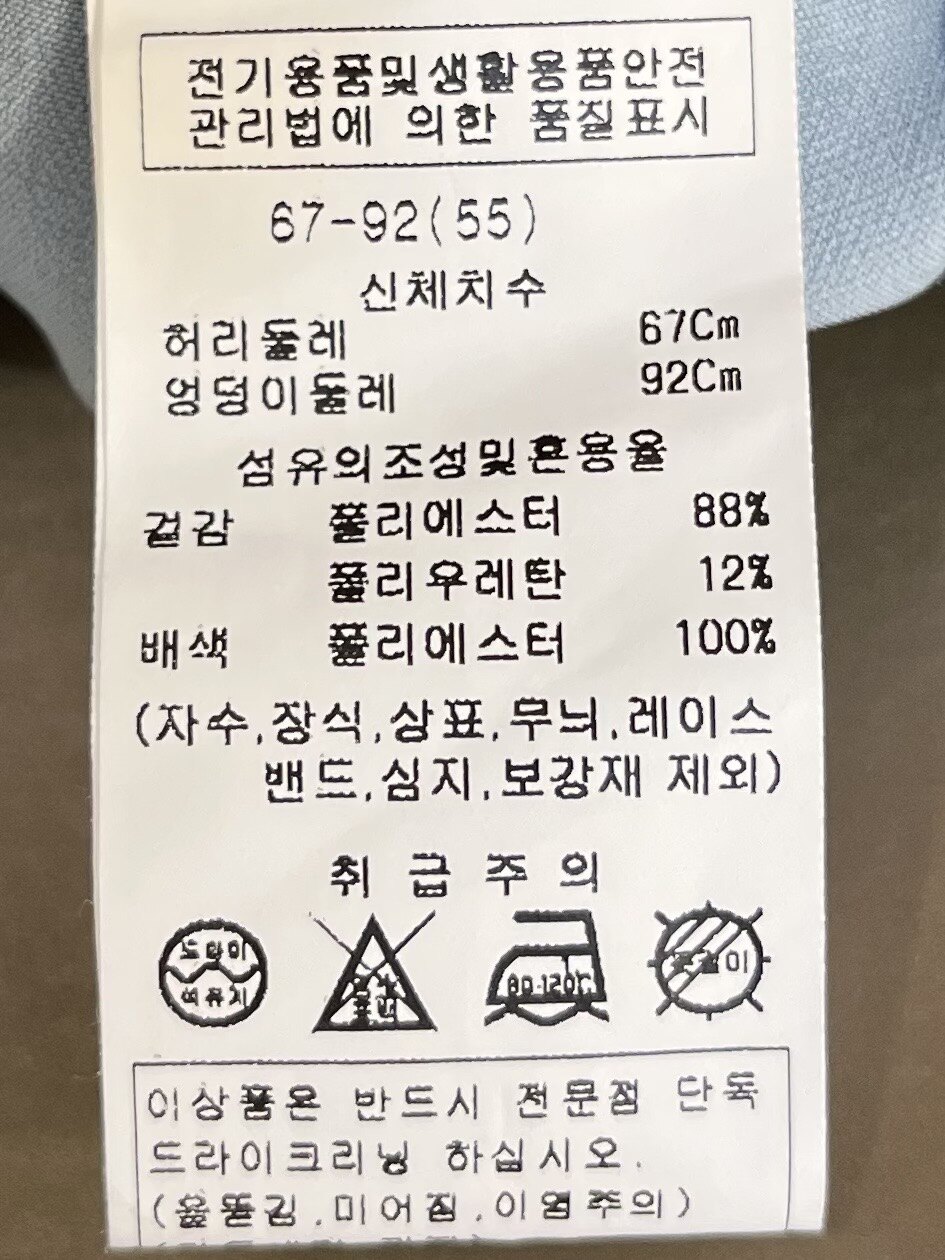 전기용품및생활용품안전
관리법에 의한 품질표시
67-92(55)
신체치수
허리둘레 67Cm
엉덩이둘레 92Cm
섬유의조성및혼용율
겉감 폴리에스터 88%
폴리우레탄 12%
배색 폴리에스터 100%
(자수,장식,상표,무늬,레이스
밴드,심지,보강재 제외)
취 급 주 의
드라이
석유지
80-120℃
이상품은 반드시 전문점 단독
드라이크리닝 하십시오.
(올뜯김,미어짐,이염주의)